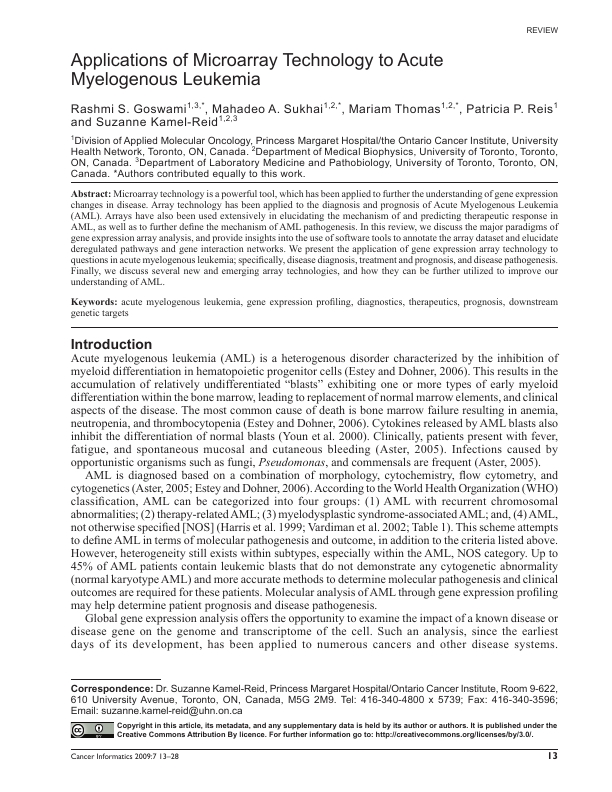 REVIEW
Applications of Microarray Technology to Acute
Myelogenous Leukemia
Rashmi S. Goswami1,3,*, Mahadeo A. Sukhai1,2,*, Mariam Thomas1,2,*, Patricia P. Reis1
and Suzanne Kamel-Reid1,2,3
1Division of Applied Molecular Oncology, Princess Margaret Hospital/the Ontario Cancer Institute, University
Health Network, Toronto, ON, Canada. 2Department of Medical Biophysics, University of Toronto, Toronto,
ON, Canada. 3Department of Laboratory Medicine and Pathobiology, University of Toronto, Toronto, ON,
Canada. *Authors contributed equally to this work.
Abstract: Microarray technology is a powerful tool, which has been applied to further the understanding of gene expression
changes in disease. Array technology has been applied to the diagnosis and prognosis of Acute Myelogenous Leukemia
(AML). Arrays have also been used extensively in elucidating the mechanism of and predicting therapeutic response in
AML, as well as to further define the mechanism of AML pathogenesis. In this review, we discuss the major paradigms of
gene expression array analysis, and provide insights into the use of software tools to annotate the array dataset and elucidate
deregulated pathways and gene interaction networks. We present the application of gene expression array technology to
questions in acute myelogenous leukemia; specifically, disease diagnosis, treatment and prognosis, and disease pathogenesis.
Finally, we discuss several new and emerging array technologies, and how they can be further utilized to improve our
understanding of AML.
Keywords: acute myelogenous leukemia, gene expression profiling, diagnostics, therapeutics, prognosis, downstream
genetic targets
Introduction
Acute myelogenous leukemia (AML) is a heterogenous disorder characterized by the inhibition of
myeloid differentiation in hematopoietic progenitor cells (Estey and Dohner, 2006). This results in the
accumulation of relatively undifferentiated “blasts” exhibiting one or more types of early myeloid
differentiation within the bone marrow, leading to replacement of normal marrow elements, and clinical
aspects of the disease. The most common cause of death is bone marrow failure resulting in anemia,
neutropenia, and thrombocytopenia (Estey and Dohner, 2006). Cytokines released by AML blasts also
inhibit the differentiation of normal blasts (Youn et al. 2000). Clinically, patients present with fever,
fatigue, and spontaneous mucosal and cutaneous bleeding (Aster, 2005). Infections caused by
opportunistic organisms such as fungi, Pseudomonas, and commensals are frequent (Aster, 2005).
AML is diagnosed based on a combination of morphology, cytochemistry, flow cytometry, and
cytogenetics (Aster, 2005; Estey and Dohner, 2006). According to the World Health Organization (WHO)
classification, AML can be categorized into four groups: (1) AML with recurrent chromosomal
abnormalities; (2) therapy-related AML; (3) myelodysplastic syndrome-associated AML; and, (4) AML,
not otherwise specified [NOS] (Harris et al. 1999; Vardiman et al. 2002; Table 1). This scheme attempts
to define AML in terms of molecular pathogenesis and outcome, in addition to the criteria listed above.
However, heterogeneity still exists within subtypes, especially within the AML, NOS category. Up to
45% of AML patients contain leukemic blasts that do not demonstrate any cytogenetic abnormality
(normal karyotype AML) and more accurate methods to determine molecular pathogenesis and clinical
outcomes are required for these patients. Molecular analysis of AML through gene expression profiling
may help determine patient prognosis and disease pathogenesis.
Global gene expression analysis offers the opportunity to examine the impact of a known disease or
disease gene on the genome and transcriptome of the cell. Such an analysis, since the earliest
days of its development, has been applied to numerous cancers and other disease systems.
Correspondence: Dr. Suzanne Kamel-Reid, Princess Margaret Hospital/Ontario Cancer Institute, Room 9-622,
610 University Avenue, Toronto, ON, Canada, M5G 2M9. Tel: 416-340-4800 x 5739; Fax: 416-340-3596;
Email: suzanne.kamel-reid@uhn.on.ca
cc BY
Copyright in this article, its metadata, and any supplementary data is held by its author or authors. It is published under the
Creative Commons Attribution By licence. For further information go to: http://creativecommons.org/licenses/by/3.0/.
Cancer Informatics 2009:7 13–28
13